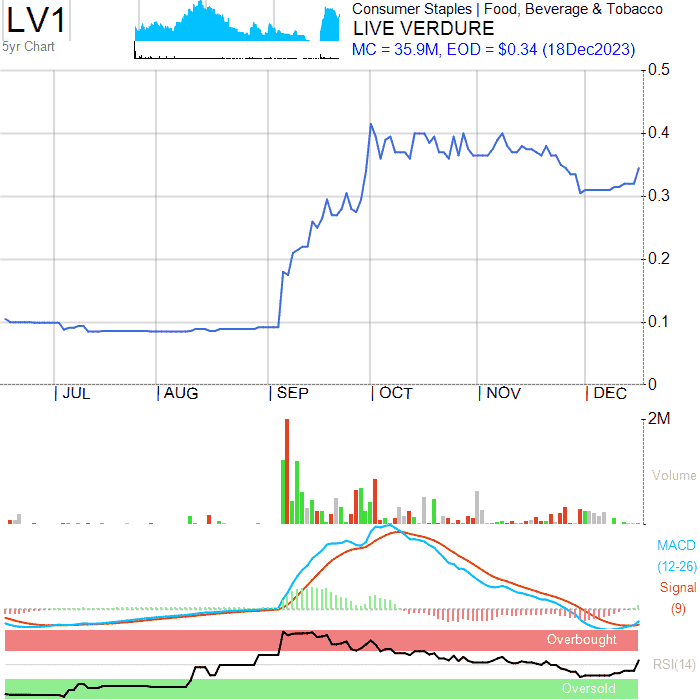 LV1
5yr Chart
Consumer Staples | Food, Beverage & Tobacco
LIVE VERDURE
MC = 35.9M, EOD = $0.34 (18Dec2023)
0.5
0.4
0.3
0.2
0.1
0
JUL AUG SEP OCT NOV DEC
2M
Volume
MACD
(12-26)
Signal
(9)
Overbought
RSI(14)
Oversold